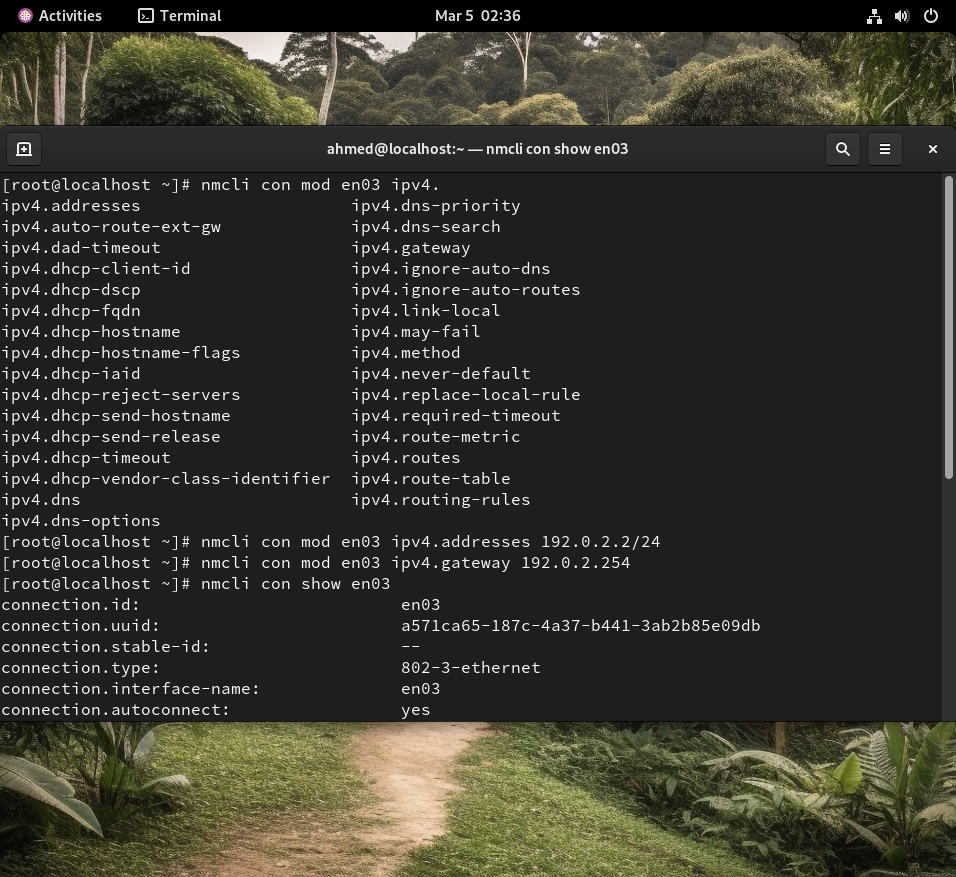 Activities Terminal Mar 5 02:36
ahmed@localhost:~ — nmcli con show en03
[root@localhost ~]# nmcli con mod en03 ipv4.
ipv4.addresses ipv4.dns-priority
ipv4.auto-route-ext-gw ipv4.dns-search
ipv4.dad-timeout ipv4.gateway
ipv4.dhcp-client-id ipv4.ignore-auto-dns
ipv4.dhcp-dscp ipv4.ignore-auto-routes
ipv4.dhcp-fqdn ipv4.link-local
ipv4.dhcp-hostname ipv4.may-fail
ipv4.dhcp-hostname-flags ipv4.method
ipv4.dhcp-iaid ipv4.never-default
ipv4.dhcp-reject-servers ipv4.replace-local-rule
ipv4.dhcp-send-hostname ipv4.required-timeout
ipv4.dhcp-send-release ipv4.route-metric
ipv4.dhcp-timeout ipv4.routes
ipv4.dhcp-vendor-class-identifier ipv4.route-table
ipv4.dns ipv4.routing-rules
ipv4.dns-options
[root@localhost ~]# nmcli con mod en03 ipv4.addresses 192.0.2.2/24
[root@localhost ~]# nmcli con mod en03 ipv4.gateway 192.0.2.254
[root@localhost ~]# nmcli con show en03
connection.id: en03
connection.uuid: a571ca65-187c-4a37-b441-3ab2b85e09db
connection.stable-id: --
connection.type: 802-3-ethernet
connection.interface-name: en03
connection.autoconnect: yes